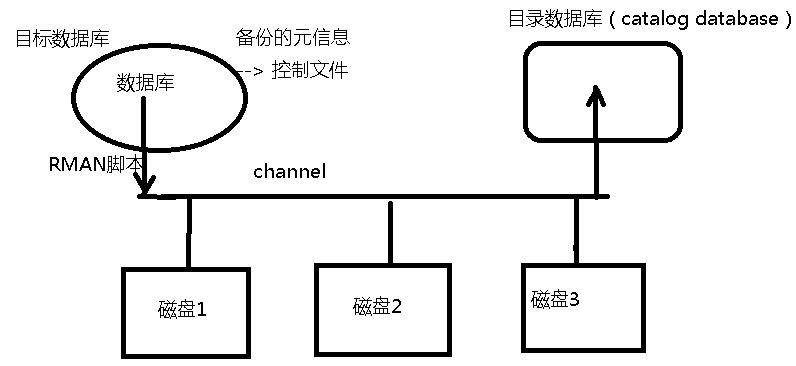 目标数据库
备份的元信息
--> 控制文件
数据库
目录数据库（catalog database）
RMAN脚本
channel
磁盘1
磁盘2
磁盘3